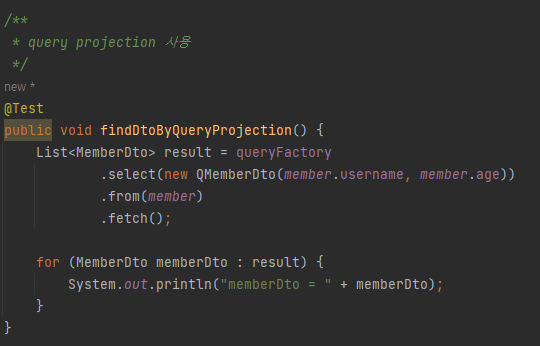 /**
 * query projection 사용
 */
new *
@Test
public void findDtoByQueryProjection() {
    List<MemberDto> result = queryFactory
            .select(new QMemberDto(member.username, member.age))
            .from(member)
            .fetch();

    for (MemberDto memberDto : result) {
        System.out.println("memberDto = " + memberDto);
    }
}